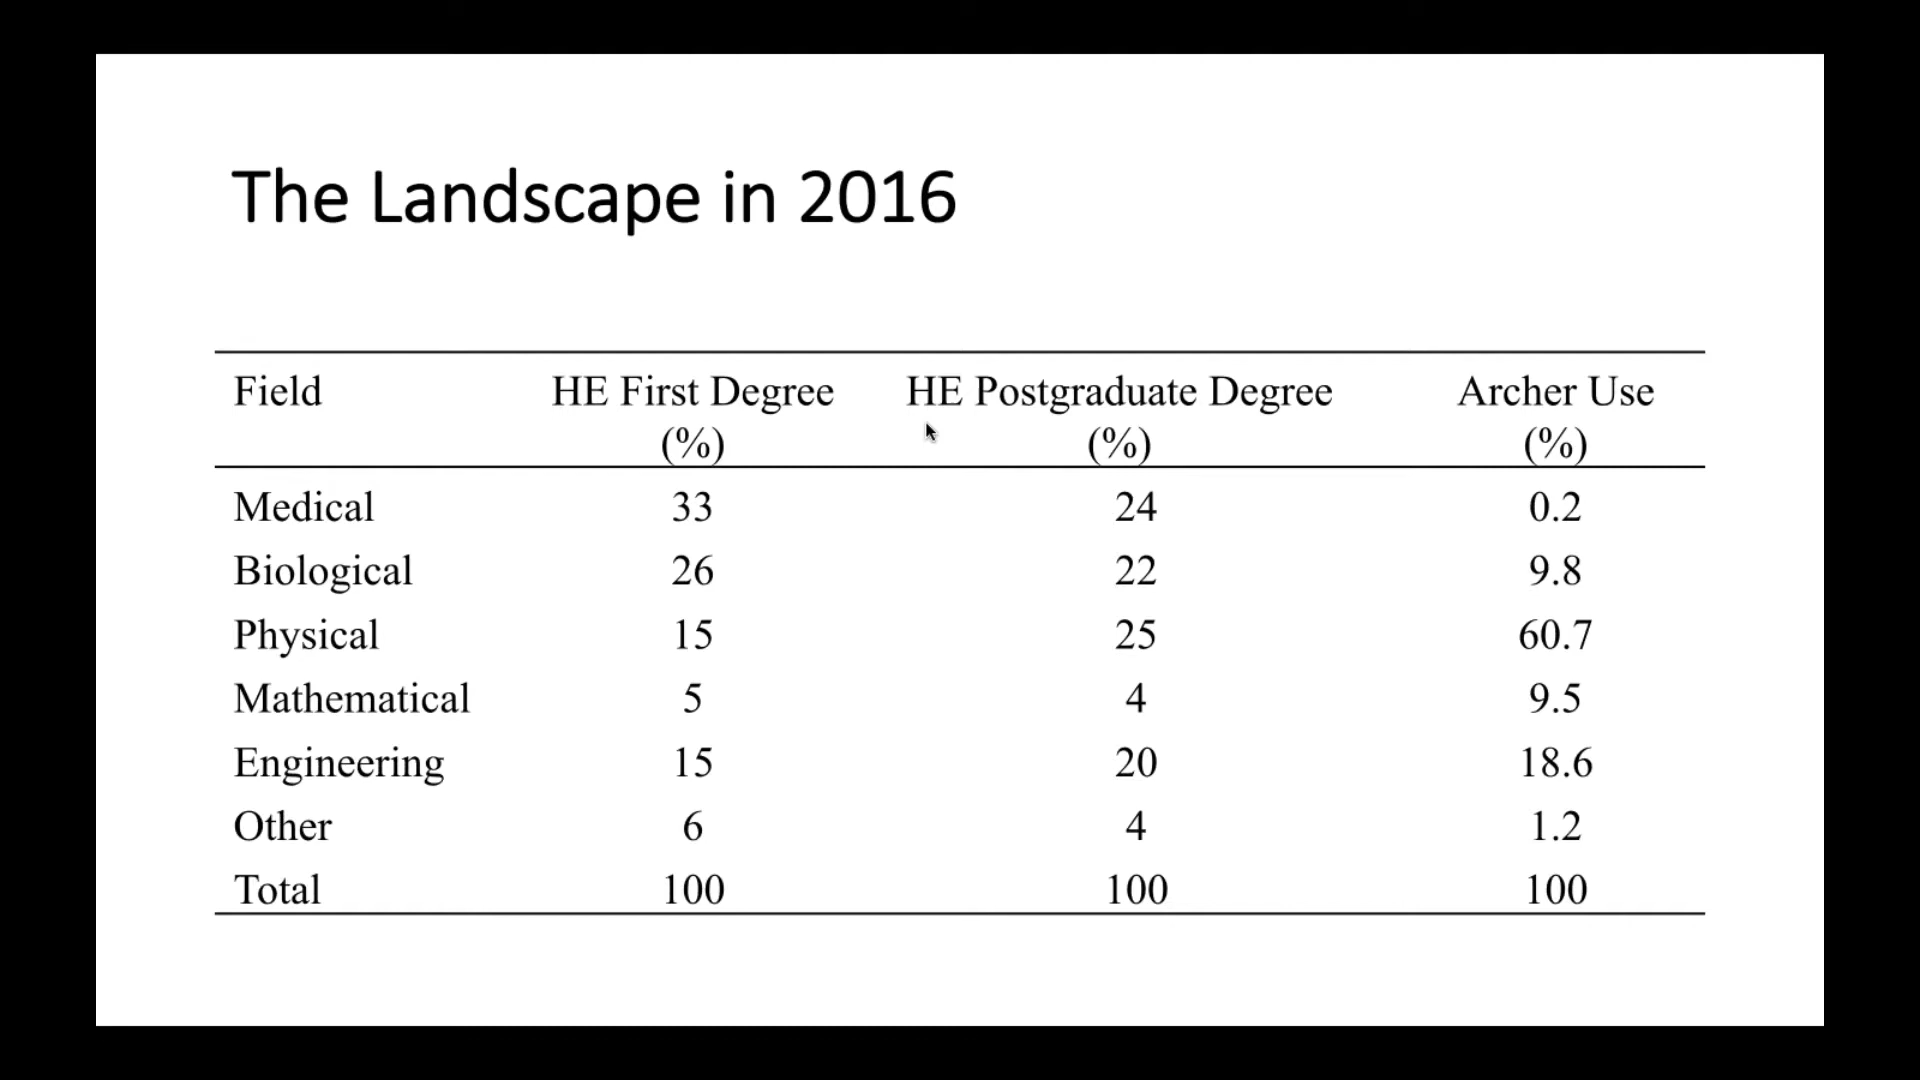 The Landscape in 2016
Field HE First Degree HE Postgraduate Degree Archer Use
(%) (%) (%)
Medical 33 24 0.2
Biological 26 22 9.8
Physical 15 25 60.7
Mathematical 5 4 9.5
Engineering 15 20 18.6
Other 6 4 1.2
Total 100 100 100